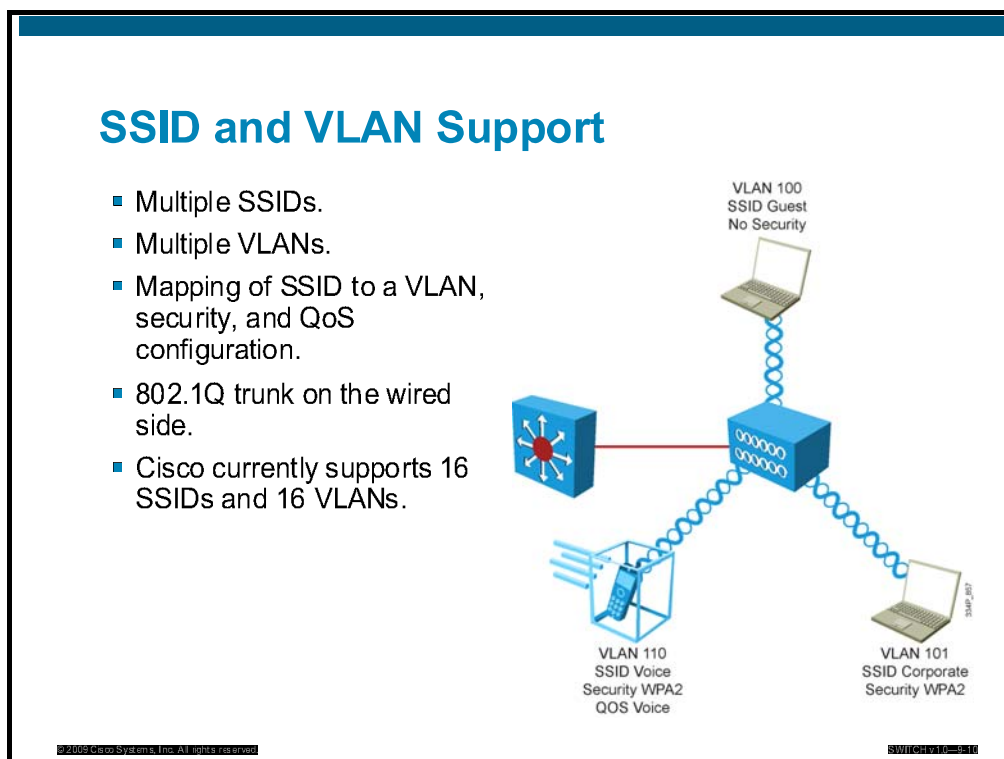 SSID and VLAN Support
Multiple SSIDs.
Multiple VLANs.
Mapping of SSID to a VLAN,
security, and QoS
configuration.
802.1Q trunk on the wired
side.
Cisco currently supports 16
SSIDs and 16 VLANs.
VLAN 100
SSID Guest
No Security
VLAN 110
SSID Voice
Security WPA2
QOS Voice
VLAN 101
SSID Corporate
Security WPA2
334P_857
© 2009 Cisco Systems, Inc. All rights reserved.
SWITCH v1.0—9-10